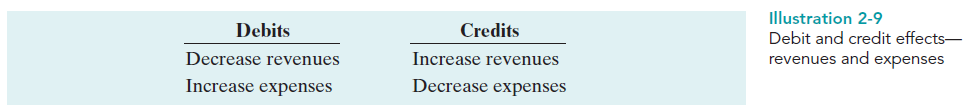 Debits Credits
Decrease revenues Increase revenues
Increase expenses Decrease expenses
Illustration 2-9
Debit and credit effects—
revenues and expenses